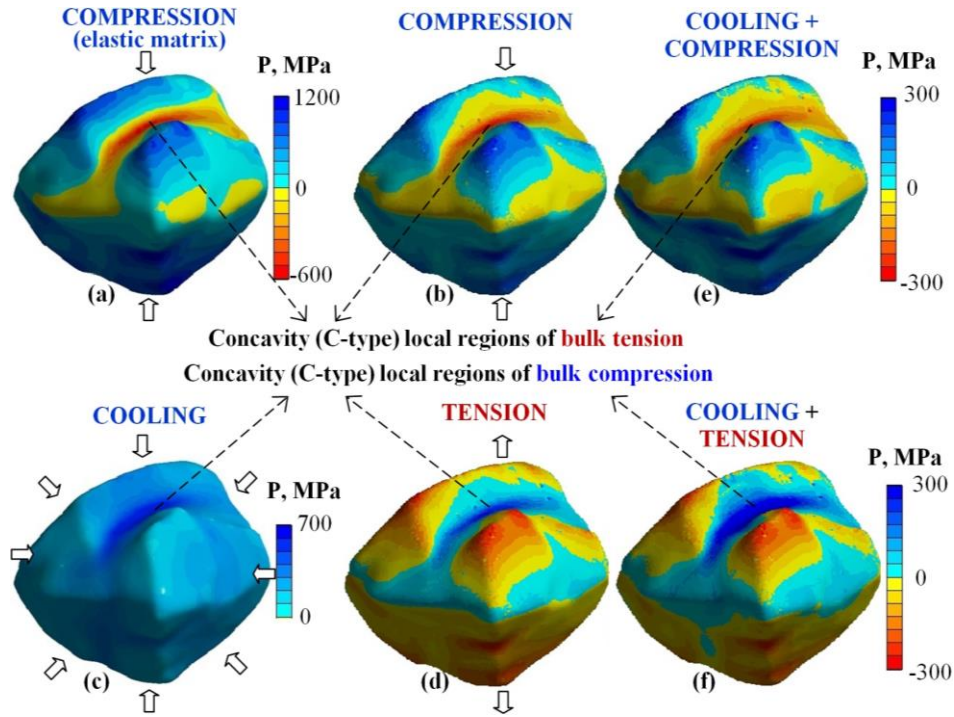 COMPRESSION
(elastic matrix)
COMPRESSION
COOLING +
COMPRESSION
P, MPa
1200
0
-600
300
0
-300
(a)
(b)
(e)
Concavity (C-type) local regions of bulk tension
Concavity (C-type) local regions of bulk compression
COOLING
TENSION
COOLING +
TENSION
P, MPa
700
0
P, MPa
300
0
-300
(c)
(d)
(f)